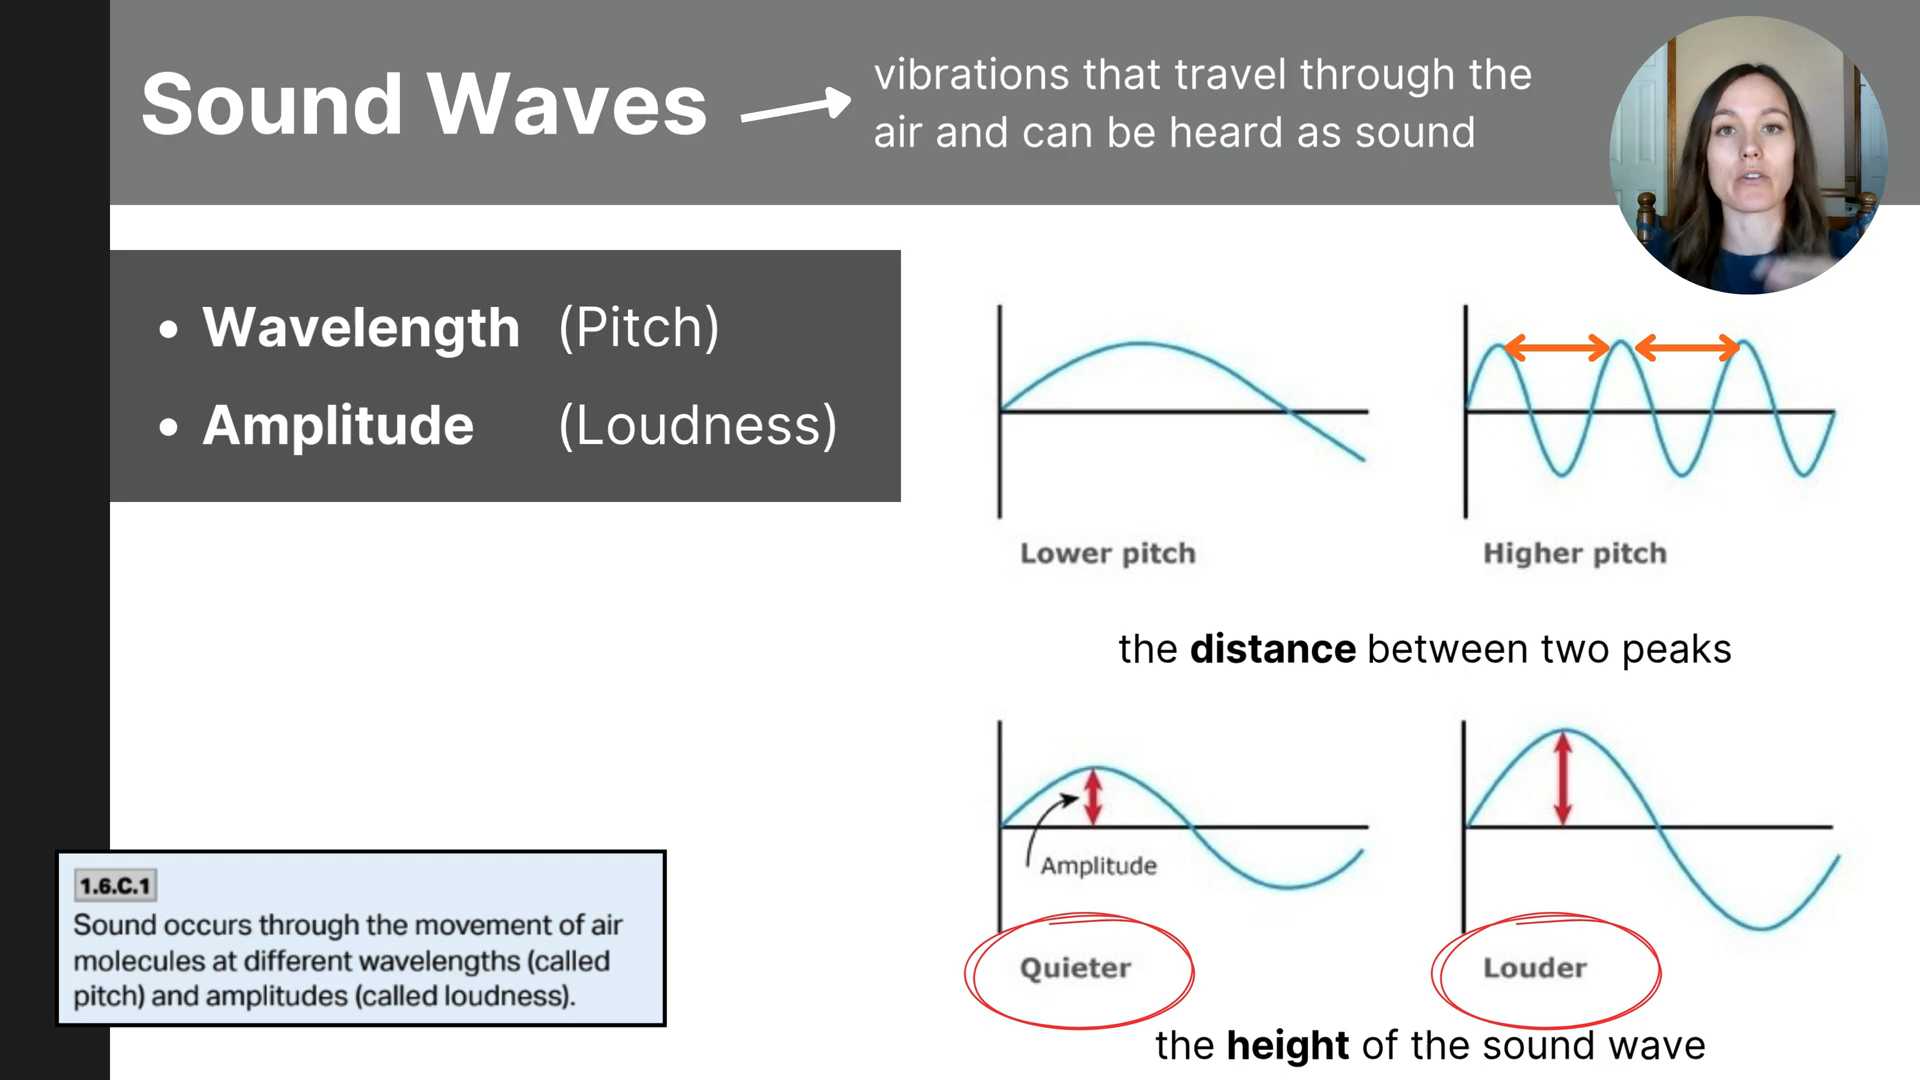 Sound Waves
vibrations that travel through the
air and can be heard as sound
• Wavelength (Pitch)
• Amplitude (Loudness)
Lower pitch
Higher pitch
the distance between two peaks
Amplitude
Quieter
Louder
the height of the sound wave
1.6.C.1
Sound occurs through the movement of air
molecules at different wavelengths (called
pitch) and amplitudes (called loudness).